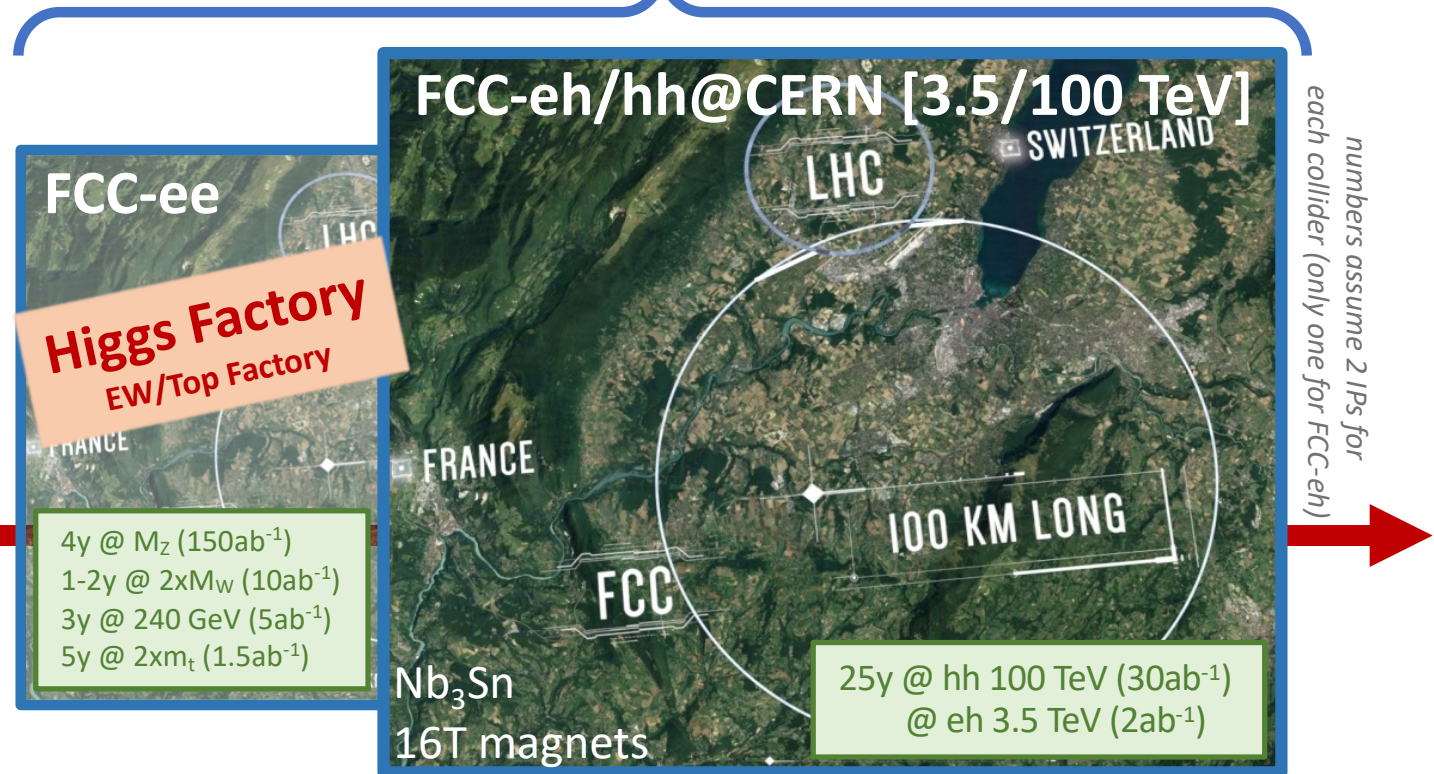 FCC-eh/hh@CERN [3.5/100 TeV]
SWITZERLAND
LHC
FRANCE
100 KM LONG
FCC
Nb₃Sn
16T magnets
25y @ hh 100 TeV (30ab⁻¹)
@ eh 3.5 TeV (2ab⁻¹)
FCC-ee
LHC
Higgs Factory
EW/Top Factory
FRANCE
4y @ M_Z (150ab⁻¹)
1-2y @ 2xM_W (10ab⁻¹)
3y @ 240 GeV (5ab⁻¹)
5y @ 2xm_t (1.5ab⁻¹)
numbers assume 2 IPs for
each collider (only one for FCC-eh)